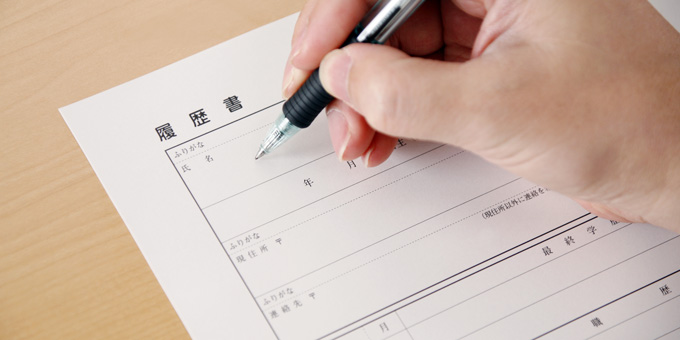 履歴書
ふりがな
氏名
年 月
ふりがな
現住所 〒
(現住所以外に連絡を
ふりがな
連絡先 〒
最終学歴
月
職歴